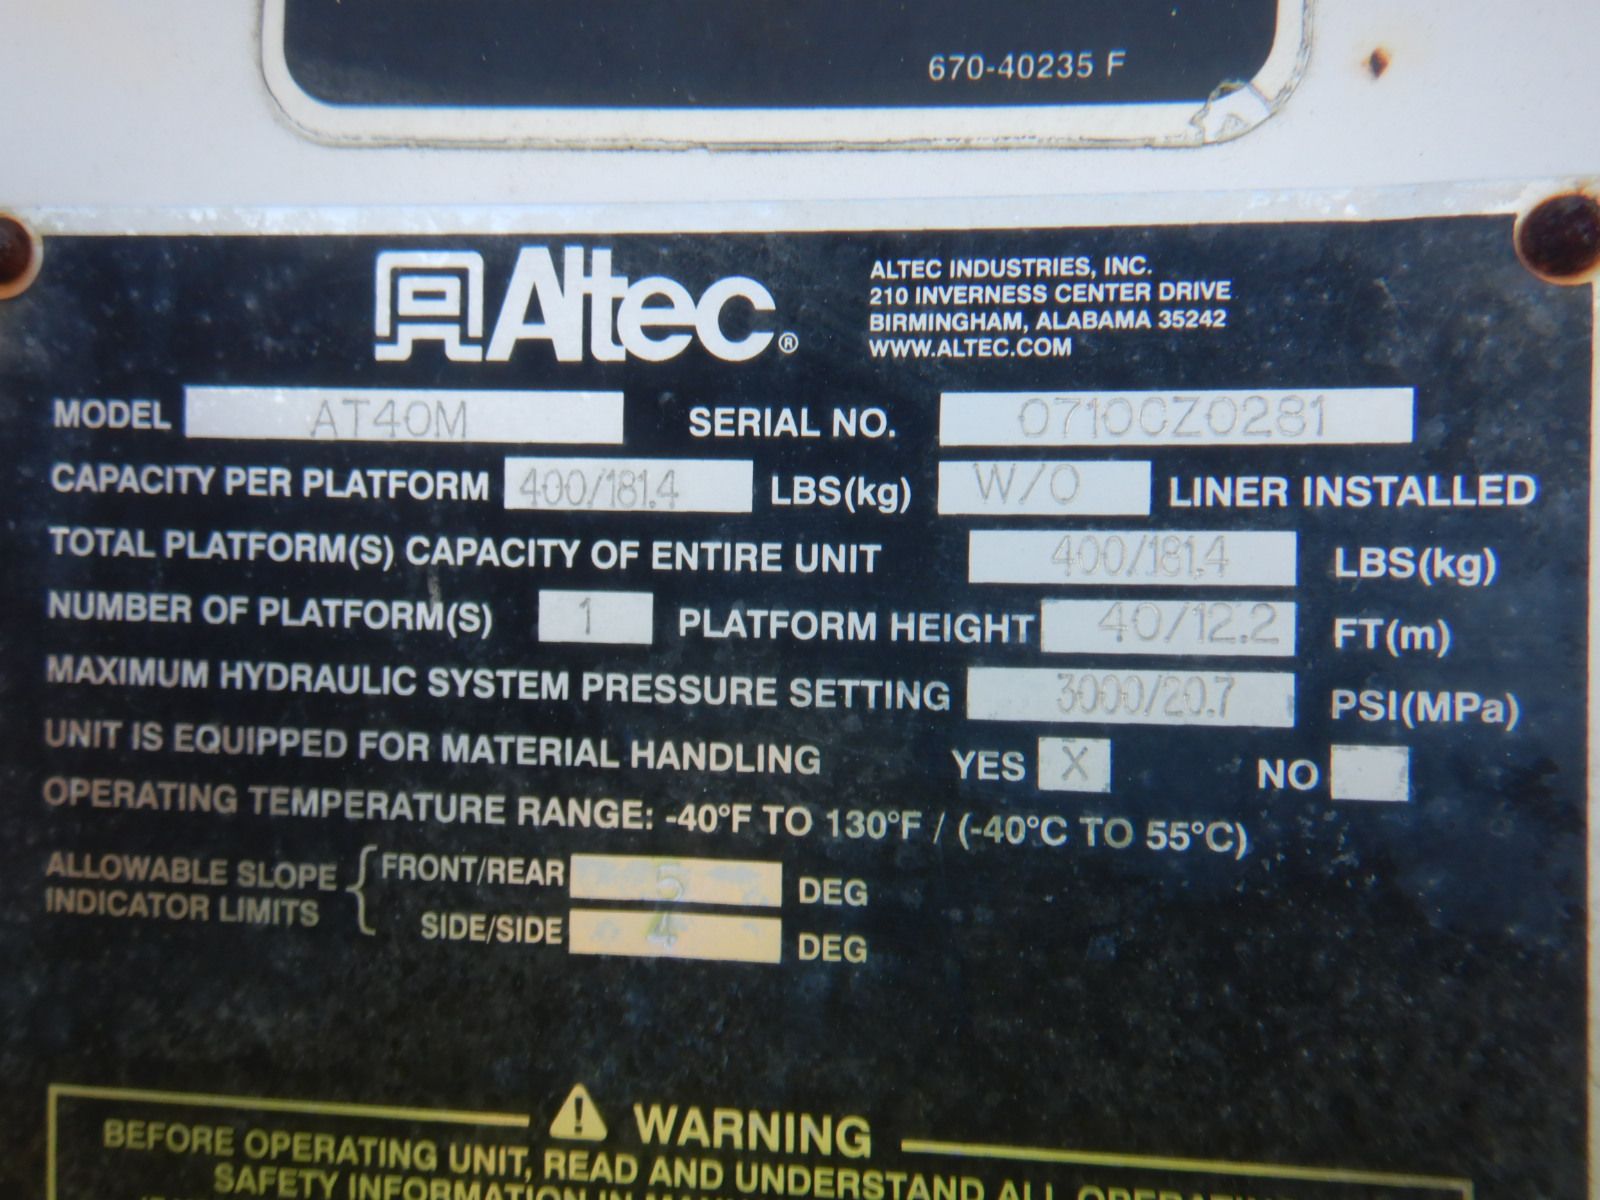 670-40235 F
Altec®
ALTEC INDUSTRIES, INC.
210 INVERNESS CENTER DRIVE
BIRMINGHAM, ALABAMA 35242
WWW.ALTEC.COM
MODEL AT40M SERIAL NO. 0710CZ0281
CAPACITY PER PLATFORM 400/181.4 LBS(kg) W/O LINER INSTALLED
TOTAL PLATFORM(S) CAPACITY OF ENTIRE UNIT 400/181.4 LBS(kg)
NUMBER OF PLATFORM(S) 1 PLATFORM HEIGHT 40/12.2 FT(m)
MAXIMUM HYDRAULIC SYSTEM PRESSURE SETTING 3000/20.7 PSI(MPa)
UNIT IS EQUIPPED FOR MATERIAL HANDLING YES X NO
OPERATING TEMPERATURE RANGE: -40°F TO 130°F / (-40°C TO 55°C)
ALLOWABLE SLOPE INDICATOR LIMITS
FRONT/REAR 5 DEG
SIDE/SIDE 4 DEG
WARNING
BEFORE OPERATING UNIT, READ AND UNDERSTAND ALL
SAFETY INFORMATION IN